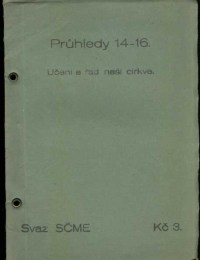 Průhledy 14-16.
Učení a řád naší církve.
Svaz SČME Kč 3.